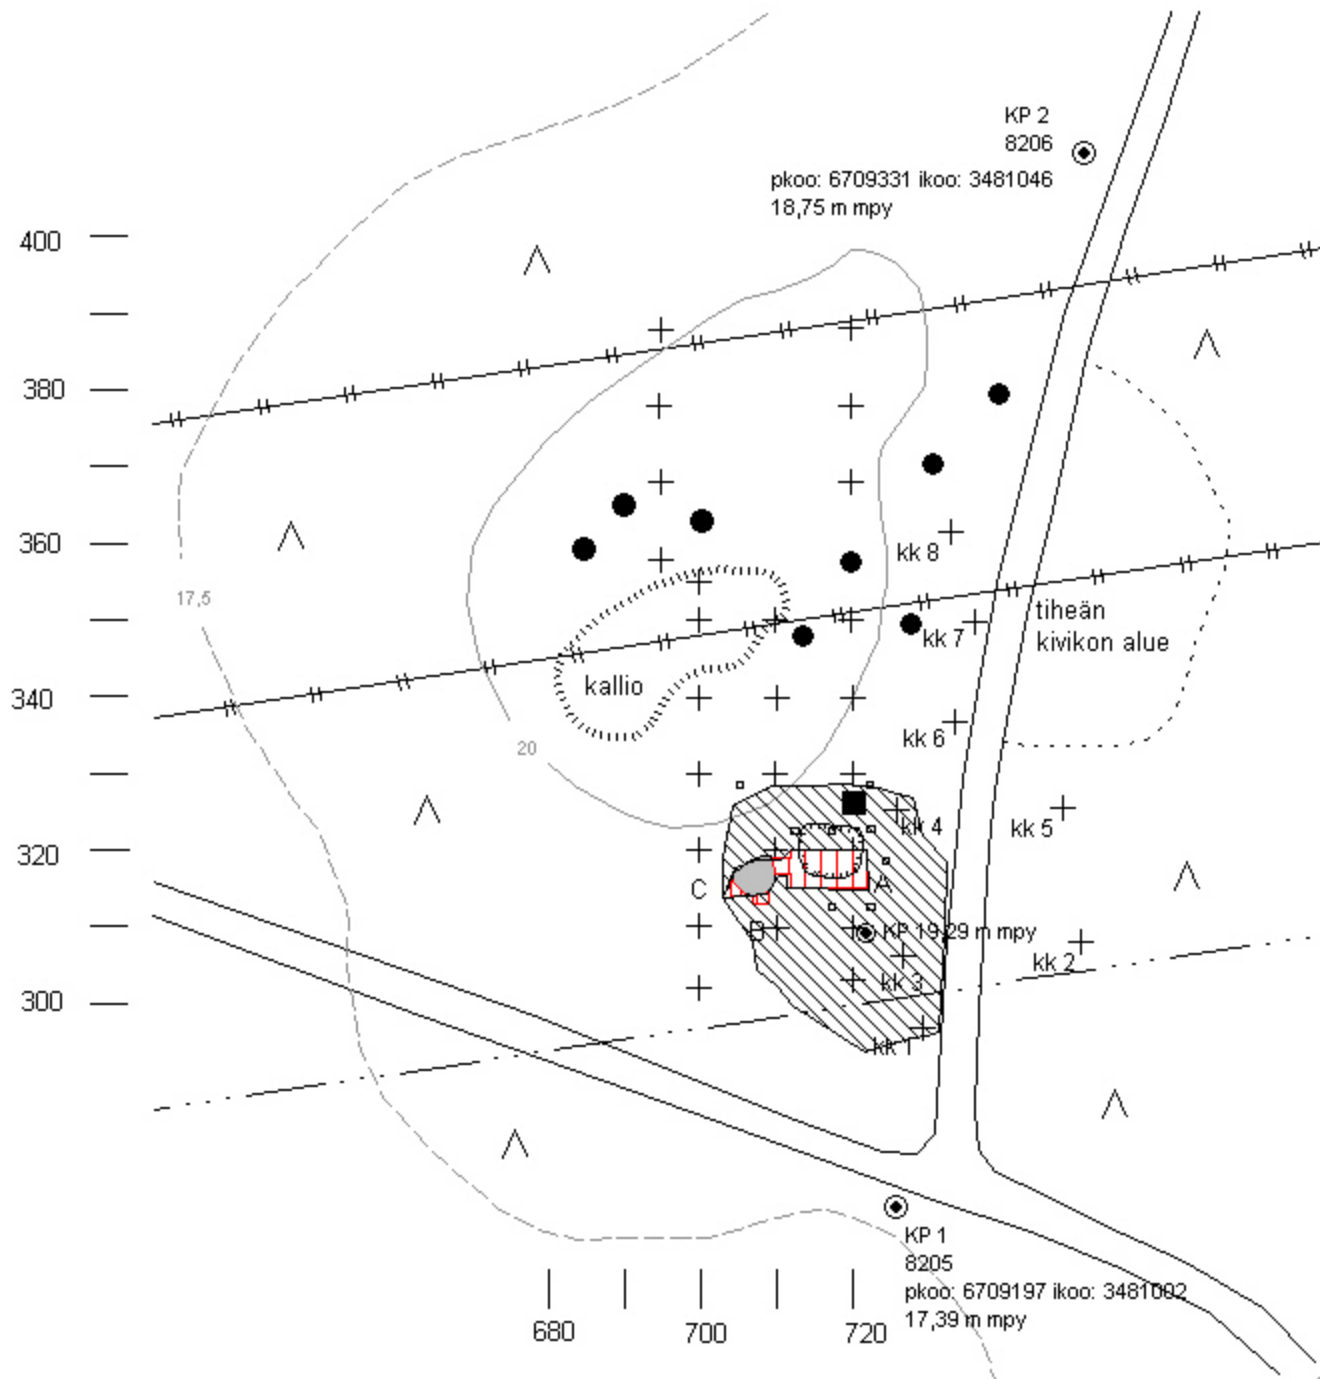 KP 2
8206
pkoo: 6709331 ikoo: 3481046
18,75 m mpy
400
380
360
kk 8
17,5
tiheän
kivikon alue
kk 7
kallio
340
kk 6
20
kk 4
kk 5
320
C
A
KP 19,29 m mpy
kk 2
kk 3
300
kk 1
KP 1
8205
pkoo: 6709197 ikoo: 3481002
17,39 m mpy
680
700
720